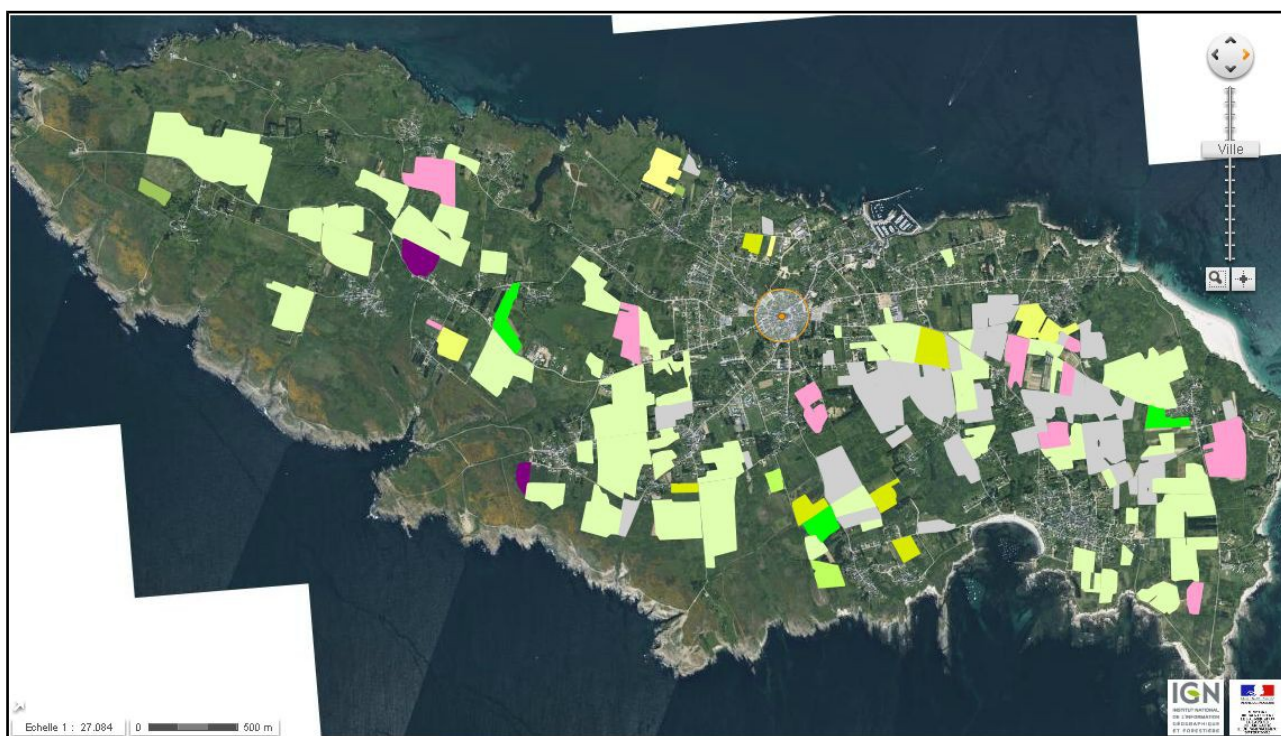 Ville
Echelle 1 : 27.084
0
500 m
IGN
INSTITUT NATIONAL
DE L'INFORMATION
GÉOGRAPHIQUE
ET FORESTIÈRE